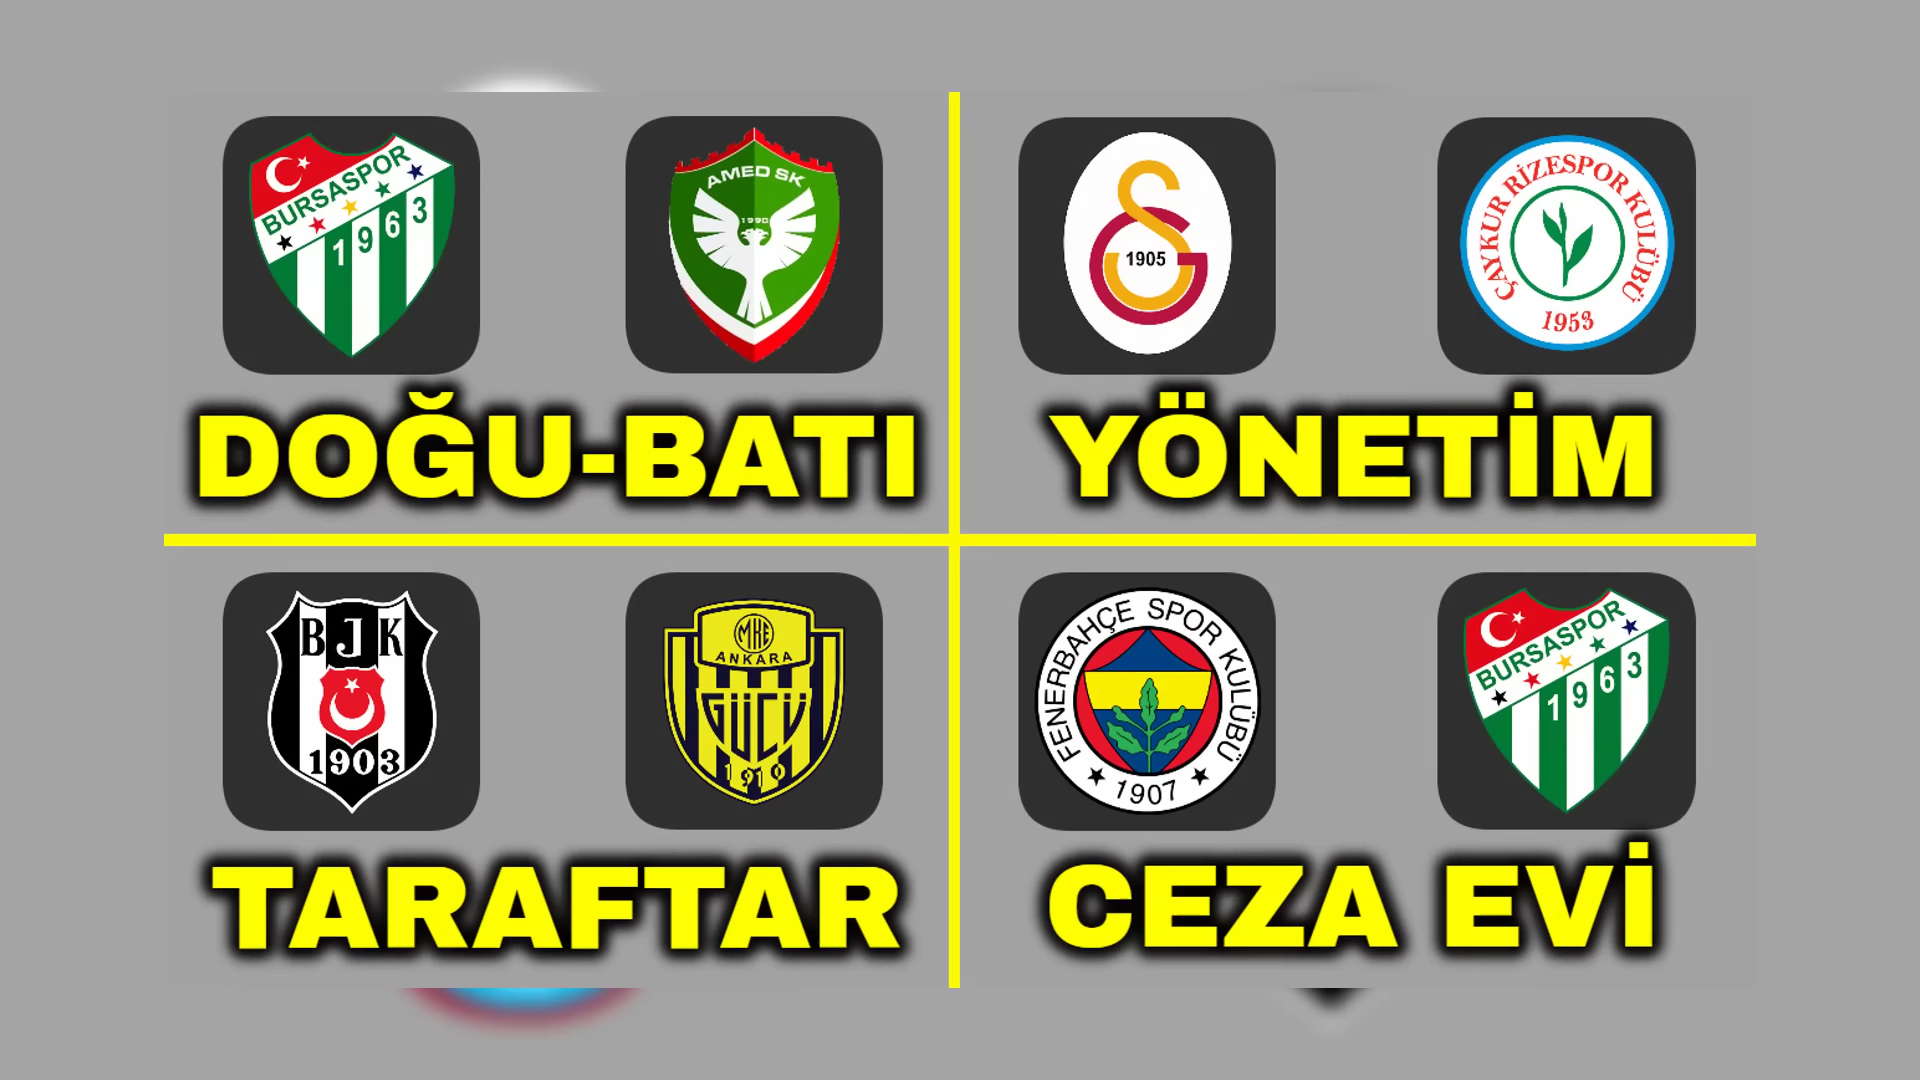 BURSASPOR
1963
AMED SK
1990
DOĞU-BATI
1905
ÇAYKUR RİZESPOR KULÜBÜ
1953
YÖNETİM
BJK
1903
MKE
ANKARA
GÜCÜ
1910
TARAFTAR
FENERBAHÇE SPOR KULÜBÜ
1907
BURSASPOR
1963
CEZA EVİ